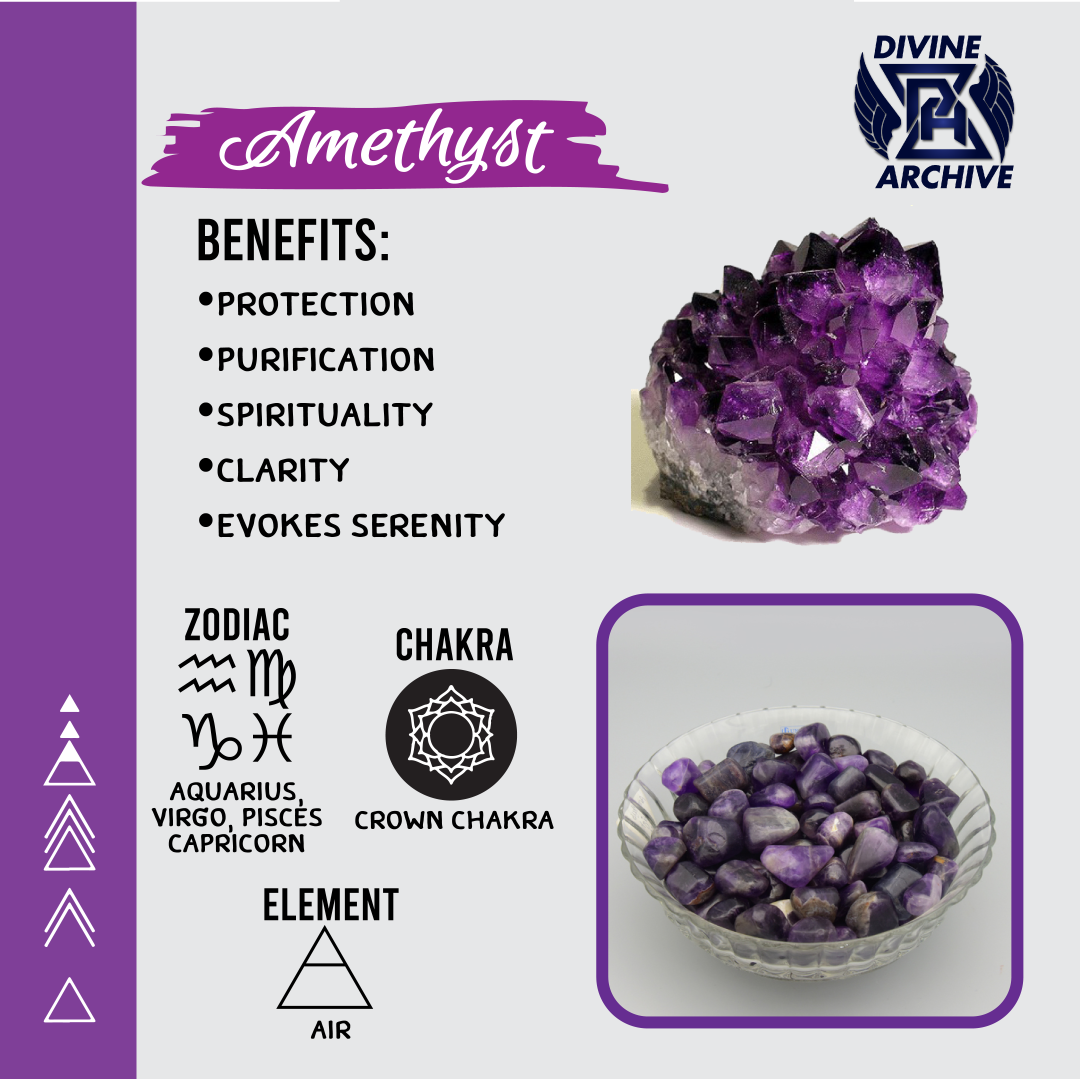 DIVINE
DA
ARCHIVE
Amethyst
BENEFITS:
•PROTECTION
•PURIFICATION
•SPIRITUALITY
•CLARITY
•EVOKES SERENITY
ZODIAC
♒ ♍
♑ ♓
AQUARIUS,
VIRGO, PISCES
CAPRICORN
CHAKRA
CROWN CHAKRA
ELEMENT
AIR